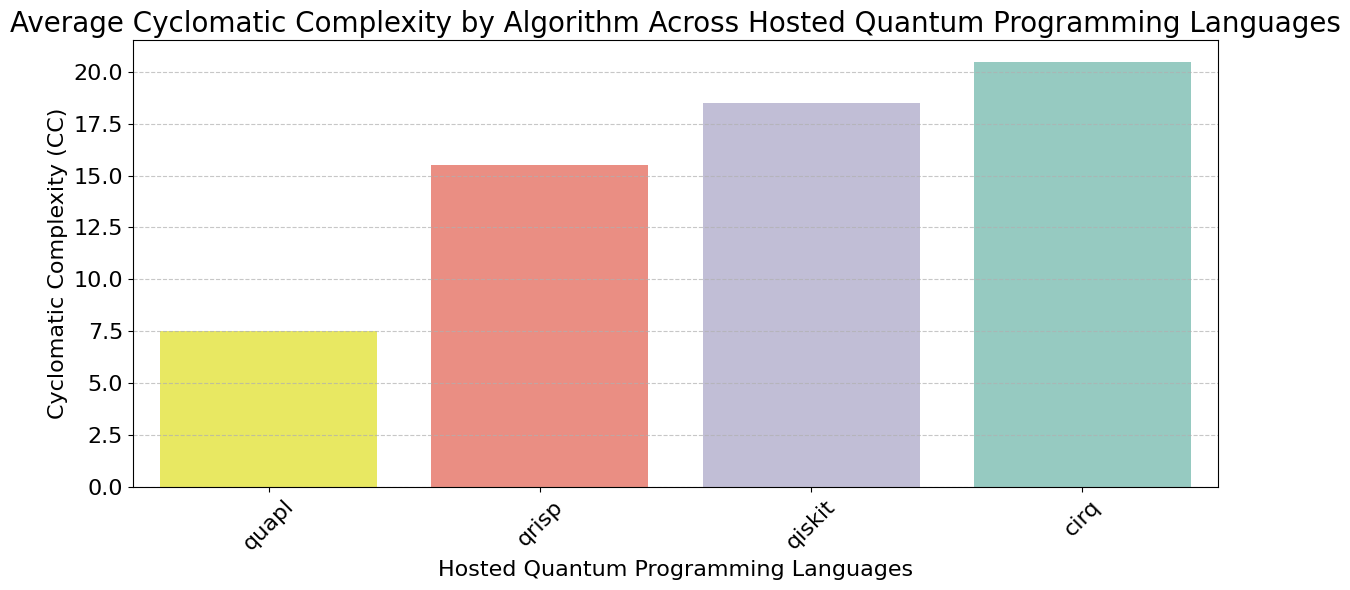 Average Cyclomatic Complexity by Algorithm Across Hosted Quantum Programming Languages
Cyclomatic Complexity (CC)
20.0
17.5
15.0
12.5
10.0
7.5
5.0
2.5
0.0
quapl
qrisp
qiskit
cirq
Hosted Quantum Programming Languages